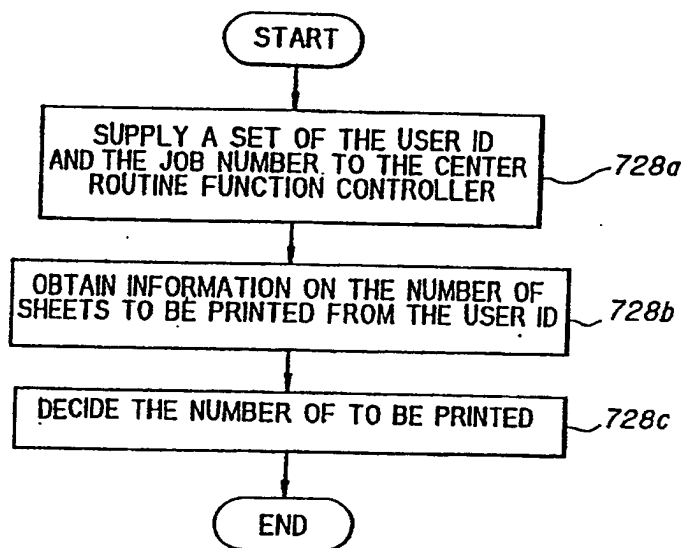 START
SUPPLY A SET OF THE USER ID
AND THE JOB NUMBER TO THE CENTER
ROUTINE FUNCTION CONTROLLER
728a
OBTAIN INFORMATION ON THE NUMBER OF
SHEETS TO BE PRINTED FROM THE USER ID
728b
DECIDE THE NUMBER OF TO BE PRINTED
728c
END